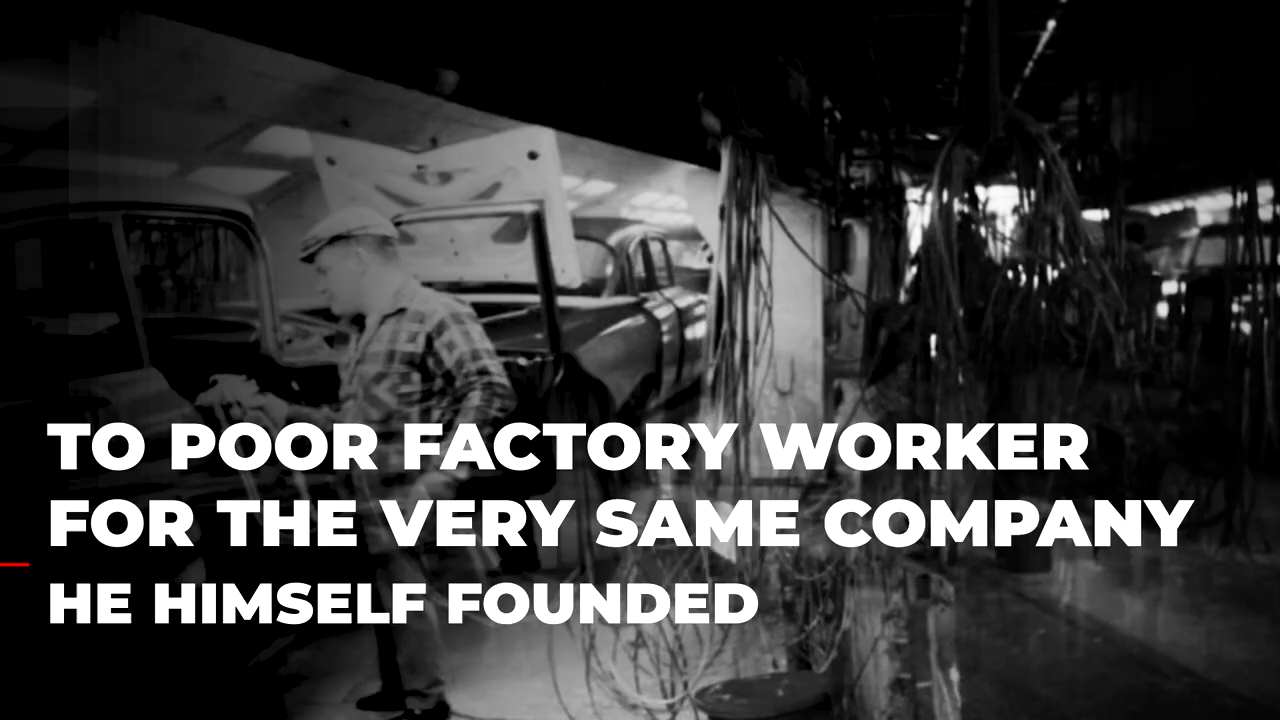 TO POOR FACTORY WORKER
FOR THE VERY SAME COMPANY
HE HIMSELF FOUNDED